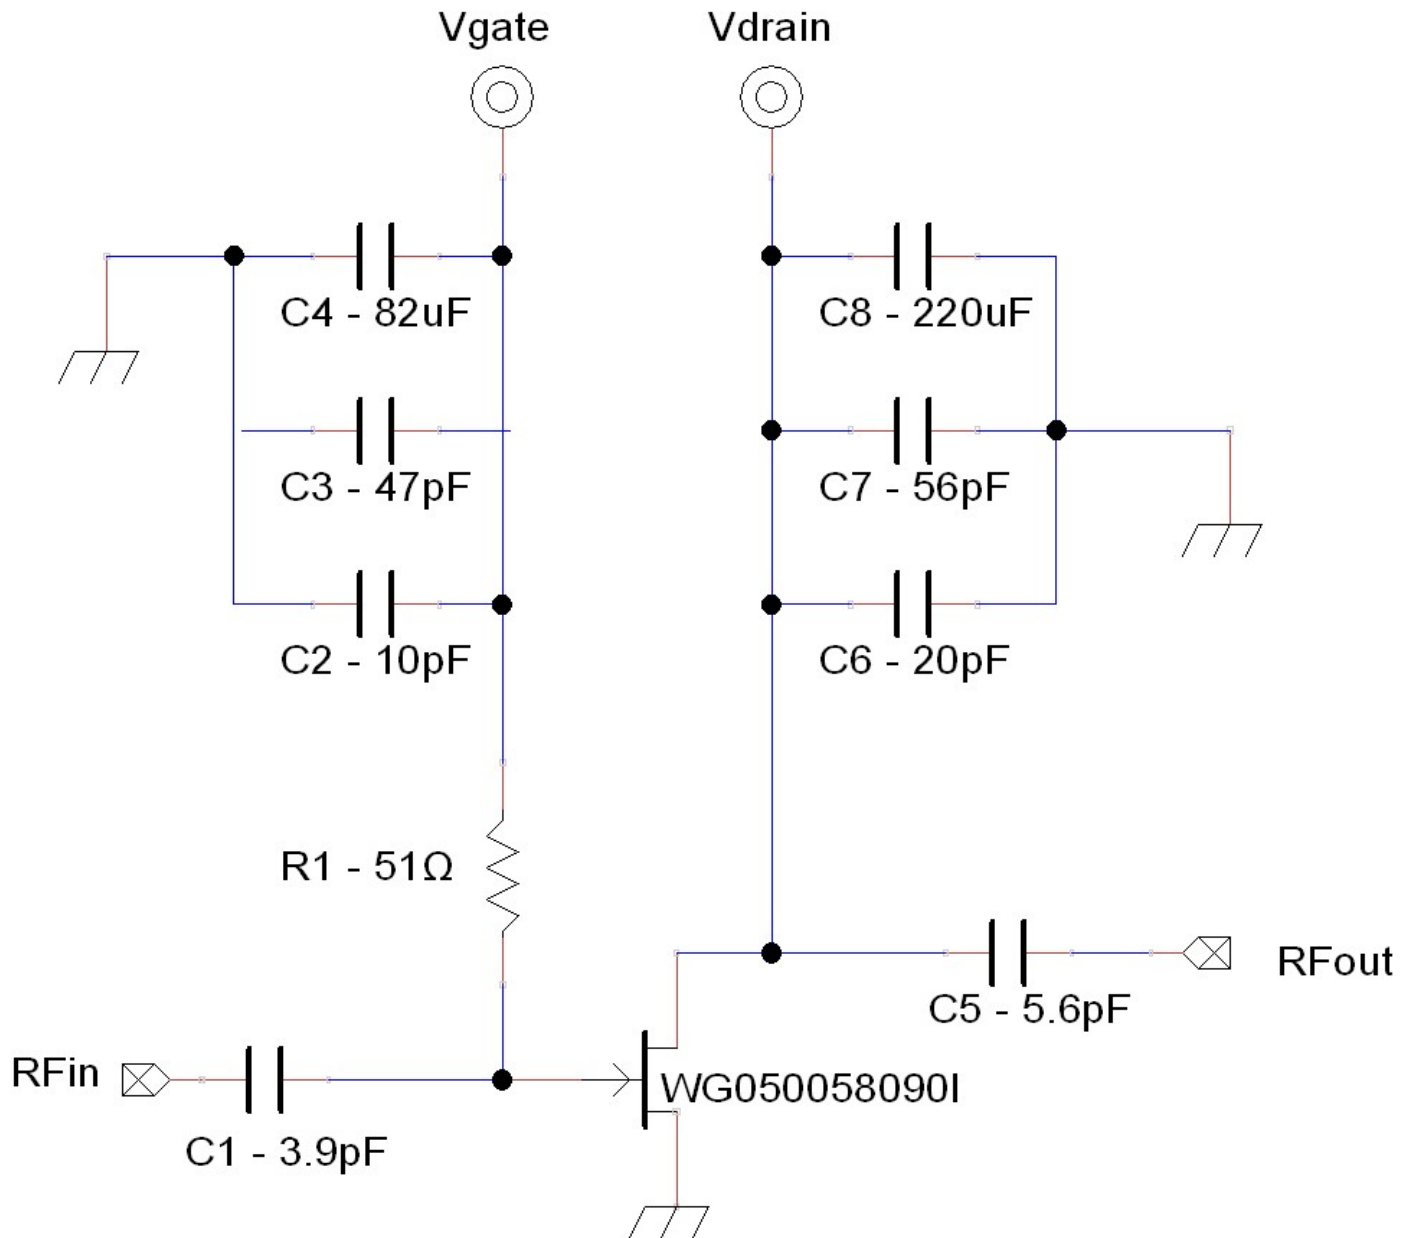 Vgate
Vdrain
C4 - 82uF
C8 - 220uF
C3 - 47pF
C7 - 56pF
C2 - 10pF
C6 - 20pF
R1 - 51Ω
RFout
C5 - 5.6pF
RFin
WG050058090I
C1 - 3.9pF